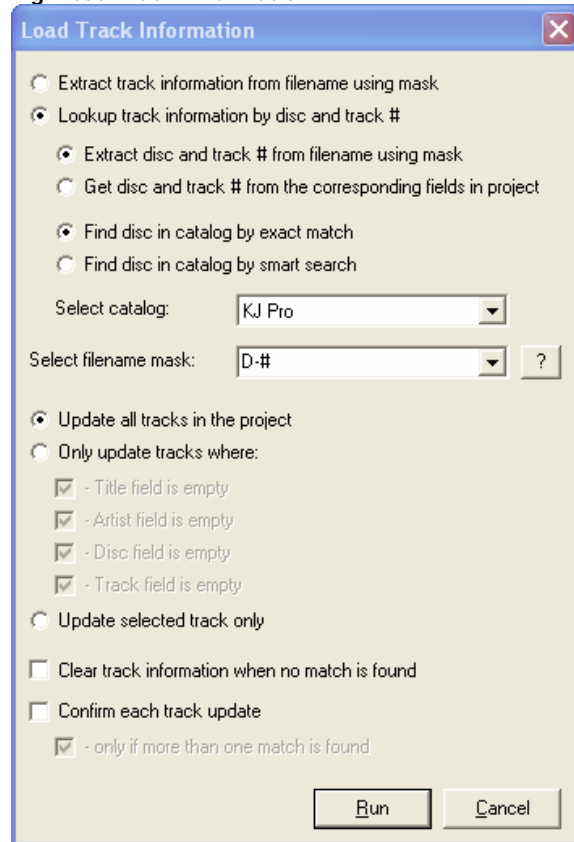 Load Track Information
Extract track information from filename using mask
Lookup track information by disc and track #
Extract disc and track # from filename using mask
Get disc and track # from the corresponding fields in project
Find disc in catalog by exact match
Find disc in catalog by smart search
Select catalog: KJ Pro
Select filename mask: D-# ?
Update all tracks in the project
Only update tracks where:
- Title field is empty
- Artist field is empty
- Disc field is empty
- Track field is empty
Update selected track only
Clear track information when no match is found
Confirm each track update
- only if more than one match is found
Run Cancel